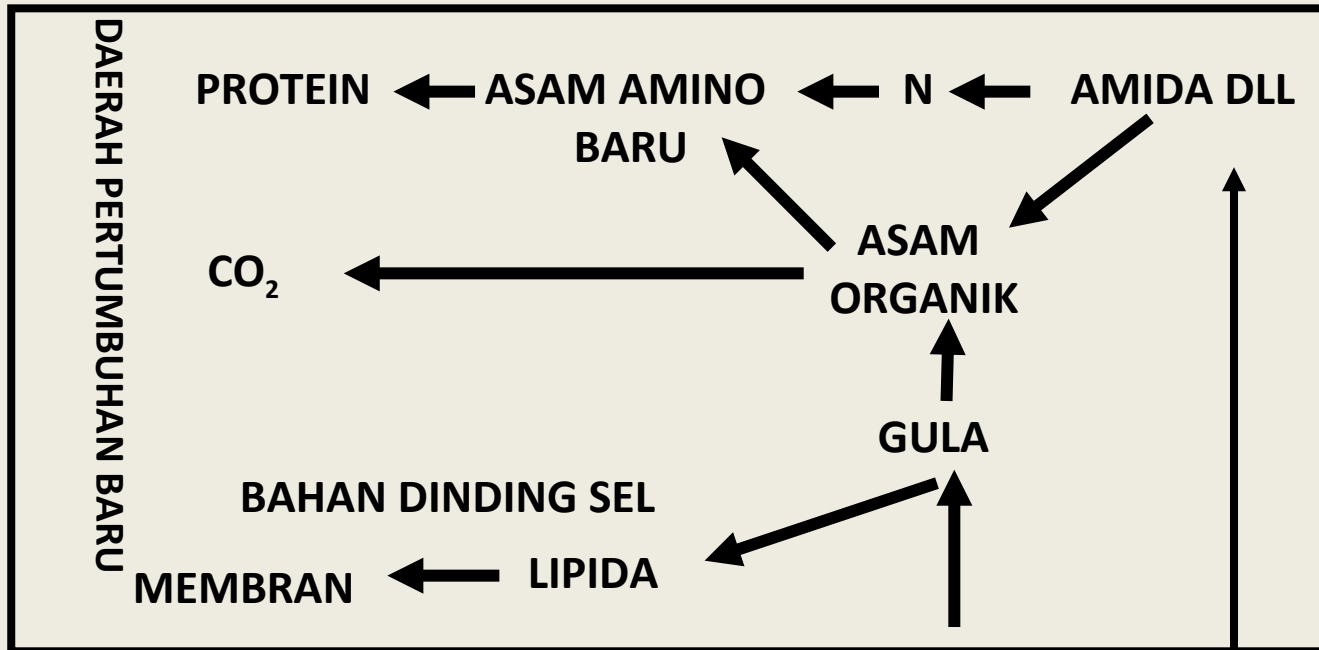 DAERAH PERTUMBUHAN BARU
PROTEIN ASAM AMINO N AMIDA DLL
BARU
ASAM
CO₂ ORGANIK
GULA
BAHAN DINDING SEL
MEMBRAN LIPIDA